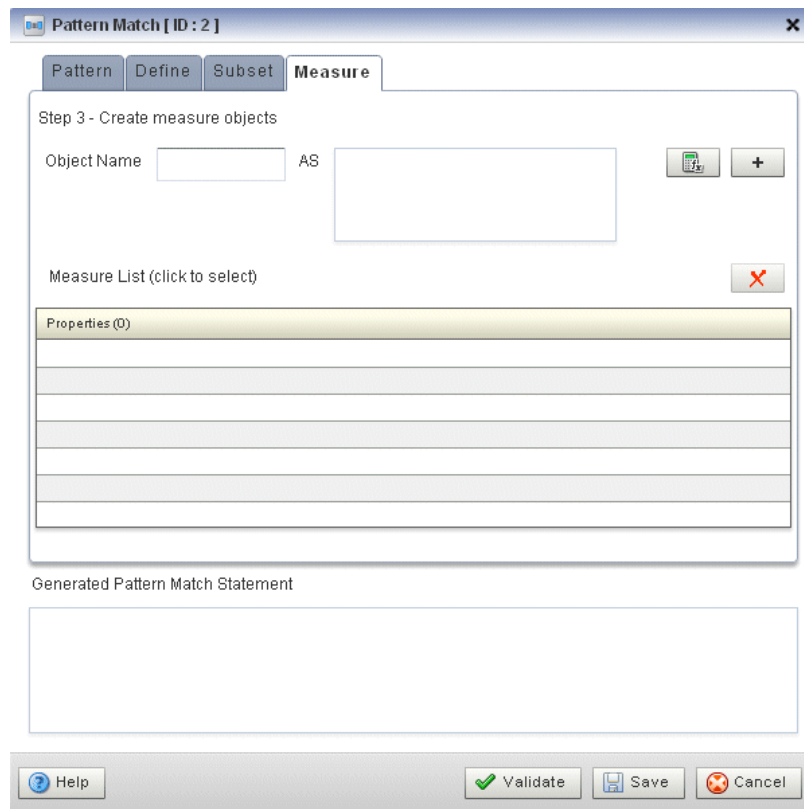 Pattern Match [ ID : 2 ]
Pattern Define Subset Measure
Step 3 - Create measure objects
Object Name AS
+
Measure List (click to select)
Properties (0)
Generated Pattern Match Statement
Help Validate Save Cancel